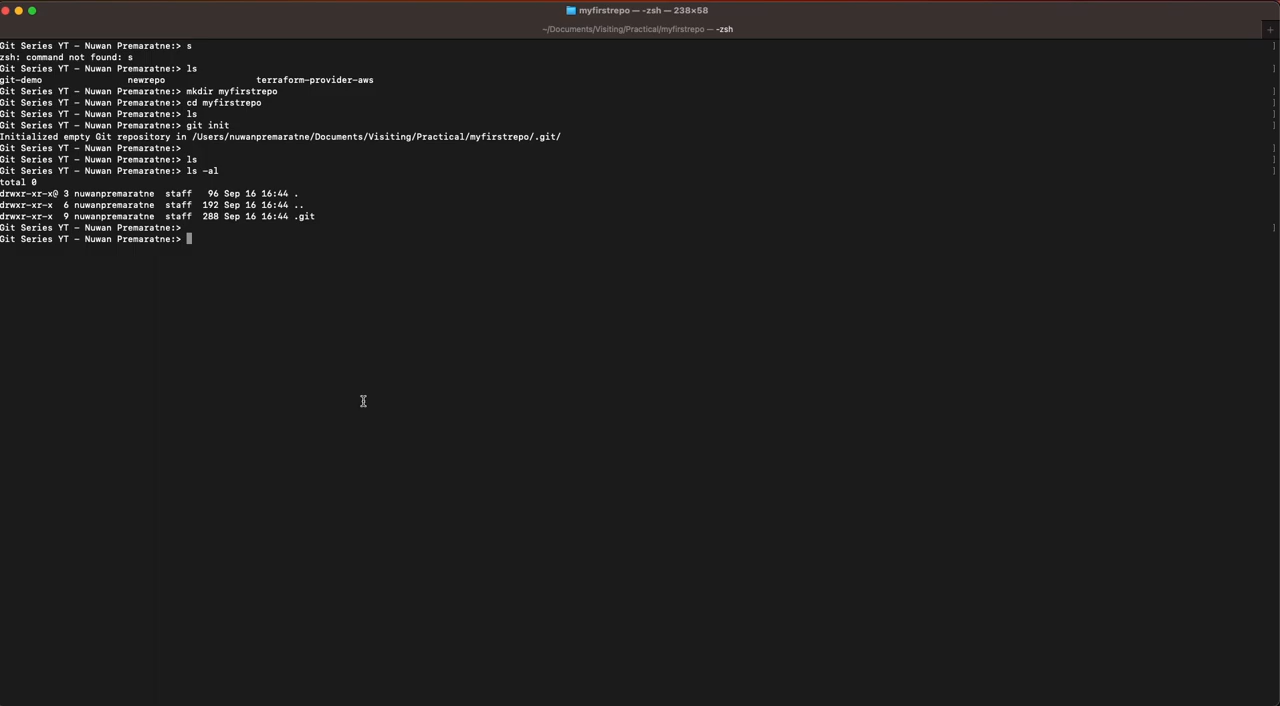 myfirstrepo — -zsh — 238×58
~/Documents/Visiting/Practical/myfirstrepo — -zsh
Git Series YT - Nuwan Premaratne:> s
zsh: command not found: s
Git Series YT - Nuwan Premaratne:> ls
git-demo newrepo terraform-provider-aws
Git Series YT - Nuwan Premaratne:> mkdir myfirstrepo
Git Series YT - Nuwan Premaratne:> cd myfirstrepo
Git Series YT - Nuwan Premaratne:> ls
Git Series YT - Nuwan Premaratne:> git init
Initialized empty Git repository in /Users/nuwanpremaratne/Documents/Visiting/Practical/myfirstrepo/.git/
Git Series YT - Nuwan Premaratne:>
Git Series YT - Nuwan Premaratne:> ls
Git Series YT - Nuwan Premaratne:> ls -al
total 0
drwxr-xr-x@ 3 nuwanpremaratne staff 96 Sep 16 16:44 .
drwxr-xr-x 6 nuwanpremaratne staff 192 Sep 16 16:44 ..
drwxr-xr-x 9 nuwanpremaratne staff 288 Sep 16 16:44 .git
Git Series YT - Nuwan Premaratne:>
Git Series YT - Nuwan Premaratne:>